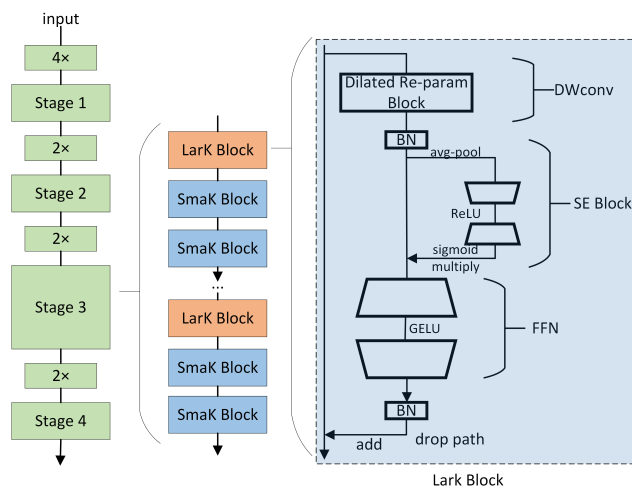 input
4×
Stage 1
2×
Stage 2
2×
Stage 3
2×
Stage 4
LarK Block
SmaK Block
SmaK Block
...
LarK Block
SmaK Block
SmaK Block
Dilated Re-param
Block
DWconv
BN
avg-pool
ReLU
SE Block
sigmoid
multiply
GELU
FFN
BN
add
drop path
Lark Block